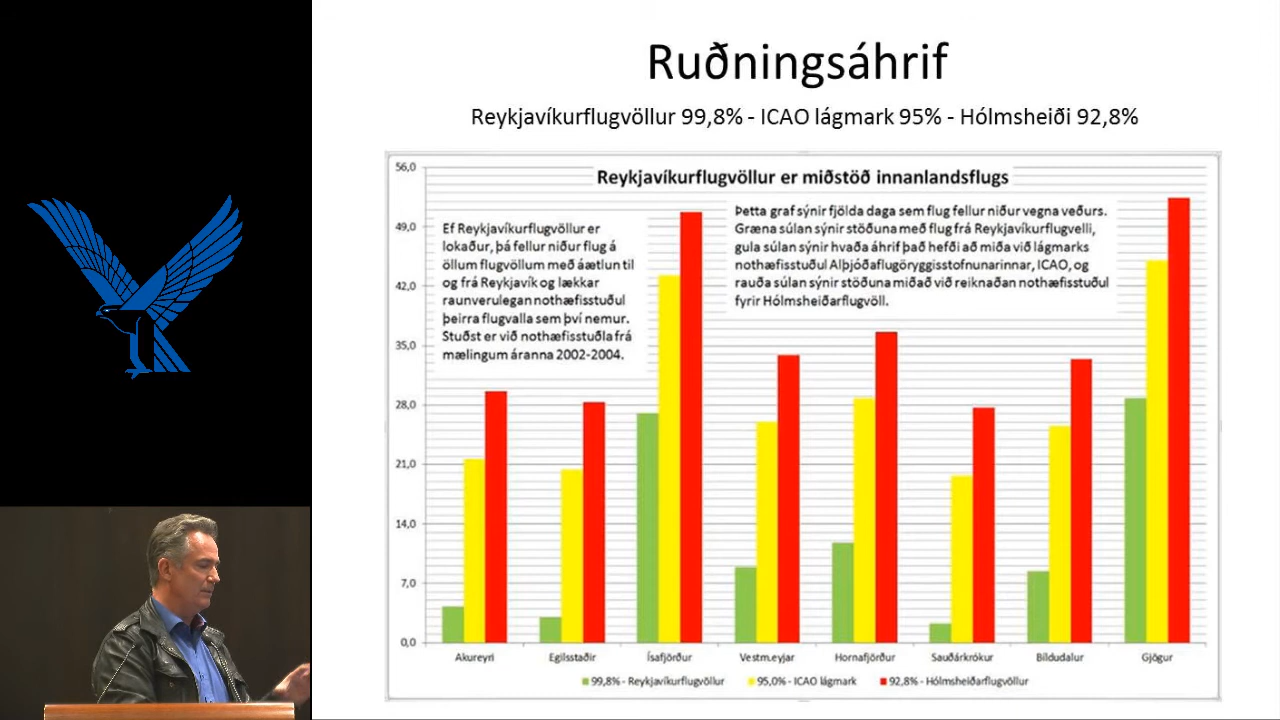 Ruðningsáhrif
Reykjavíkurflugvöllur 99,8% - ICAO lágmark 95% - Hólmsheiði 92,8%
Reykjavíkurflugvöllur er miðstöð innanlandsflugs
Ef Reykjavíkurflugvöllur er
lokaður, þá fellur niður flug á
öllum flugvöllum með áætlun til
og frá Reykjavík og lækkar
raunverulegan nothæfisstuðul
þeirra flugvalla sem því nemur.
Stuðst er við nothæfisstuðla frá
mælingum áranna 2002-2004.
Þetta graf sýnir fjölda daga sem flug fellur niður vegna veðurs.
Græna súlan sýnir stöðuna með flug frá Reykjavíkurflugvelli,
gula súlan sýnir hvaða áhrif það hefði að miða við lágmarks
nothæfisstuðul Alþjóðaflugöryggisstofnunarinnar, ICAO, og
rauða súlan sýnir stöðuna miðað við reiknaðan nothæfisstuðul
fyrir Hólmsheiðarflugvöll.
56,0
49,0
42,0
35,0
28,0
21,0
14,0
7,0
0,0
Akureyri Egilsstaðir Ísafjörður Vestm.eyjar Hornafjörður Sauðárkrókur Bíldudalur Gjögur
99,8% - Reykjavíkurflugvöllur 95,0% - ICAO lágmark 92,8% - Hólmsheiðarflugvöllur